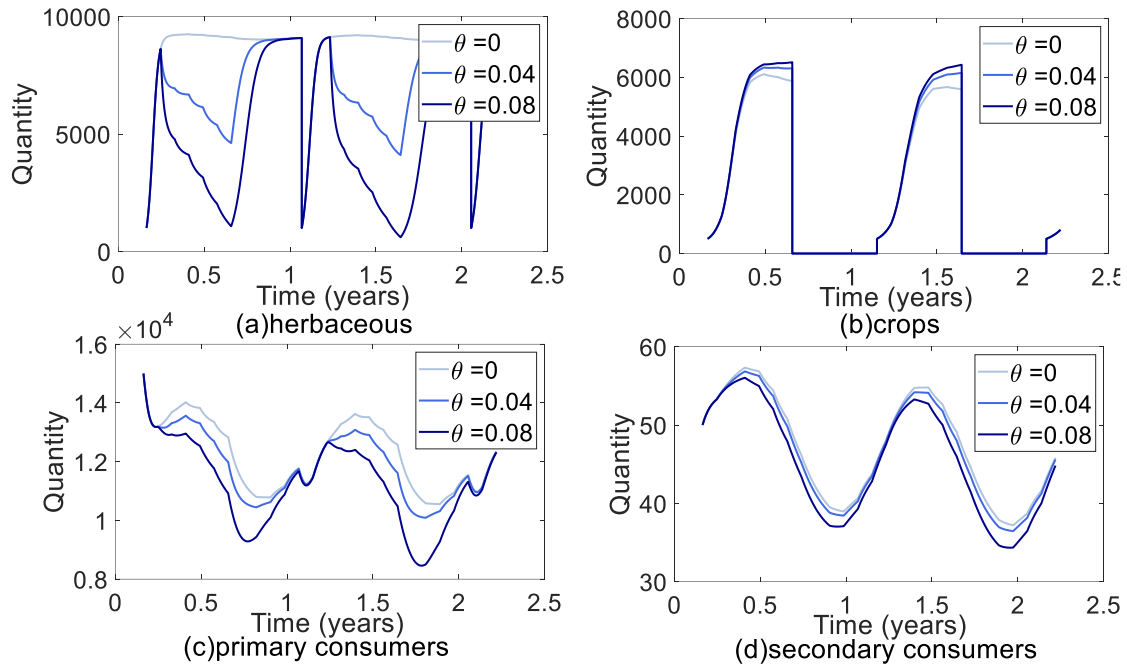 10000
5000
0
Quantity
θ =0
θ =0.04
θ =0.08
0 0.5 1 1.5 2 2.5
Time (years)
(a)herbaceous
8000
6000
4000
2000
0
Quantity
θ =0
θ =0.04
θ =0.08
0 0.5 1 1.5 2 2.5
Time (years)
(b)crops
×10⁴
1.6
1.4
1.2
1
0.8
Quantity
θ =0
θ =0.04
θ =0.08
0 0.5 1 1.5 2 2.5
Time (years)
(c)primary consumers
60
50
40
30
Quantity
θ =0
θ =0.04
θ =0.08
0 0.5 1 1.5 2 2.5
Time (years)
(d)secondary consumers